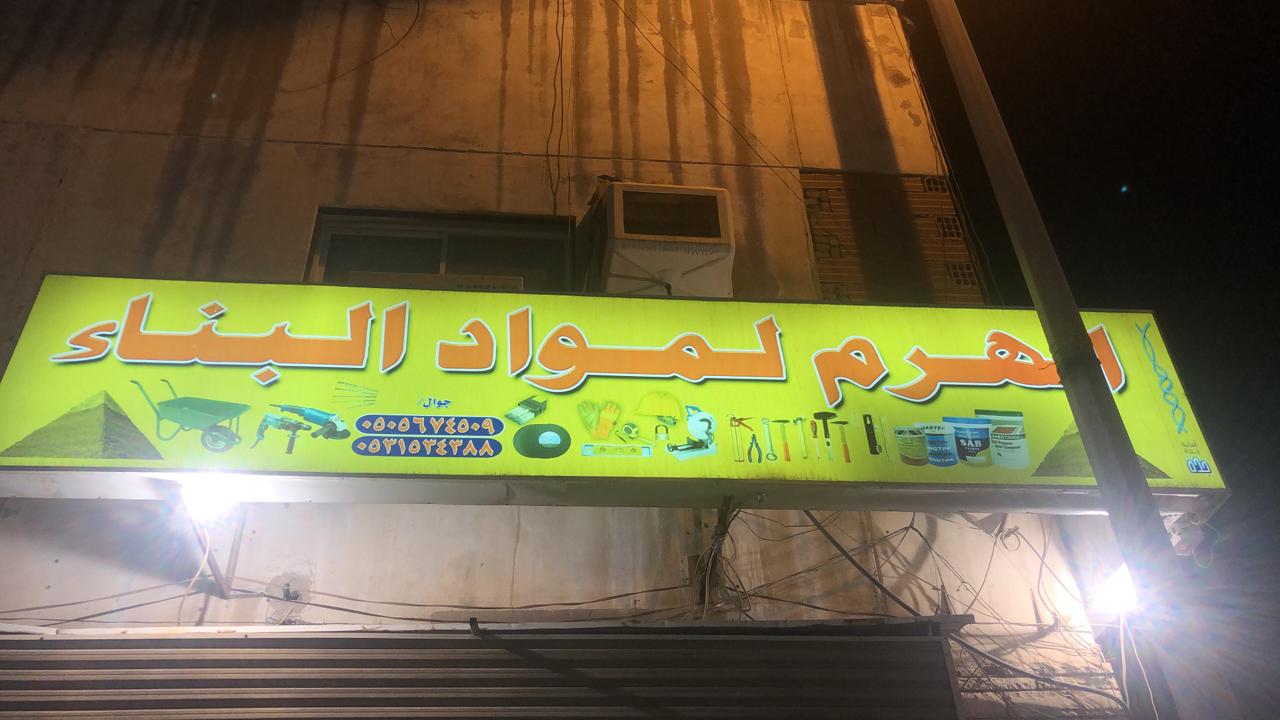 الهرم لمواد البناء
جوال/
٠٥٠٥٦٧٤٥٠٩
٠٥٣١٥٣٤٣٨٨
SAB